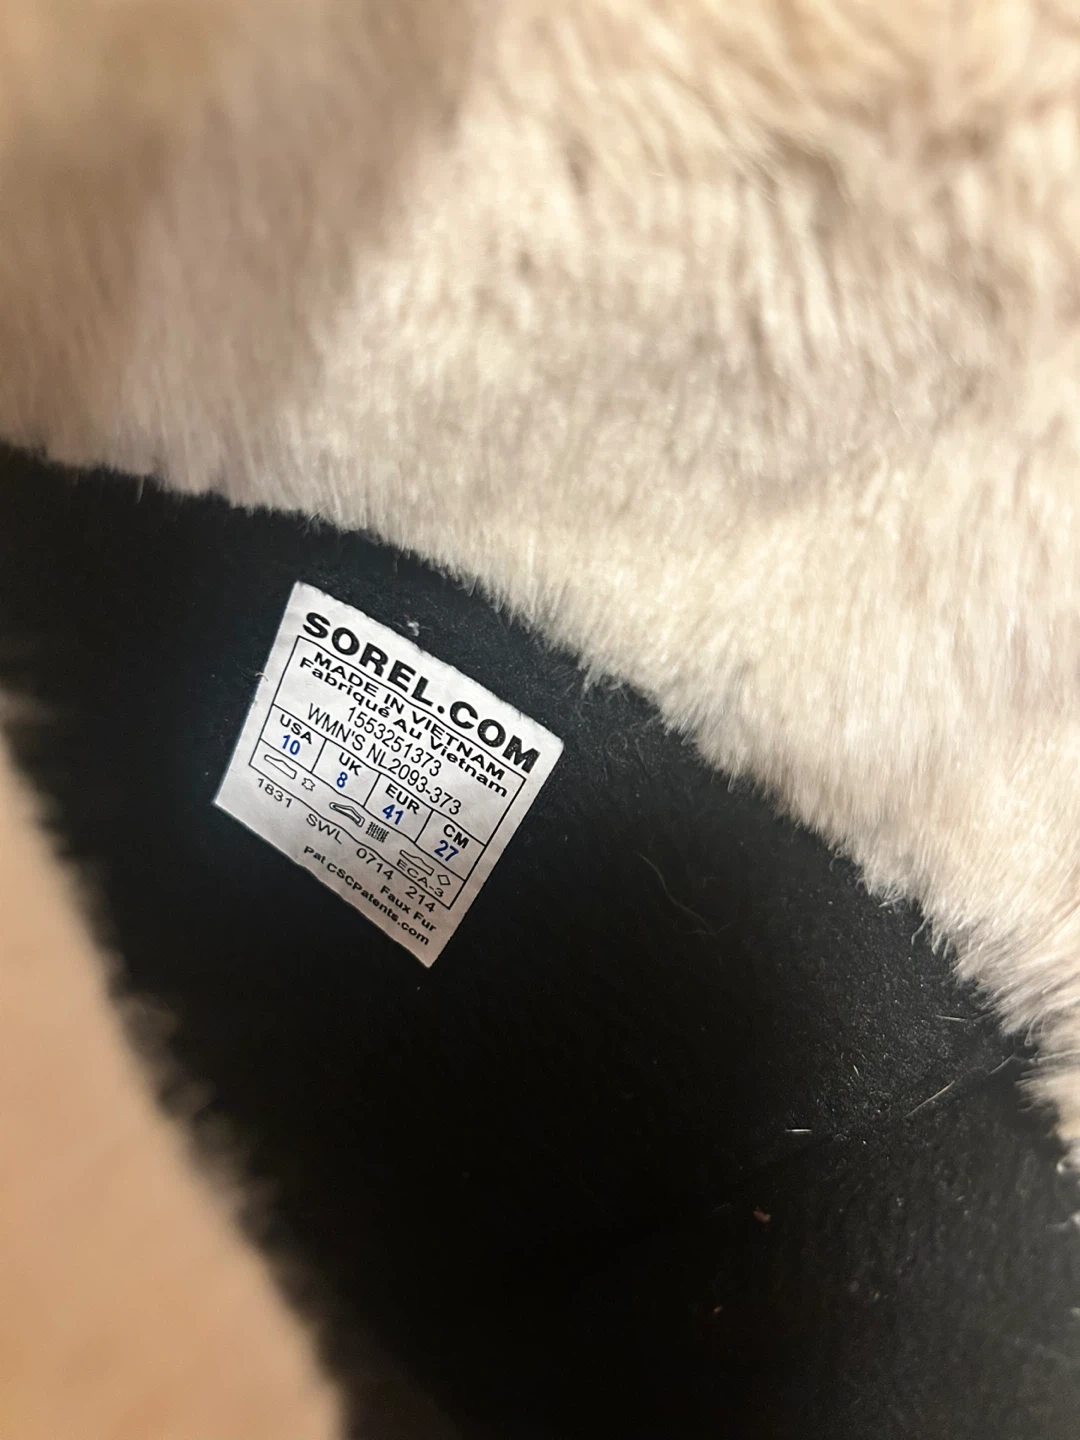 SOREL.COM
MADE IN VIETNAM
Fabriqué Au Vietnam
1553251373
WMN'S NL2093-373
USA UK EUR CM
10 8 41 27
ECA-3
1831 SWL 0714 214
Faux Fur
Pat CSCPatents.com